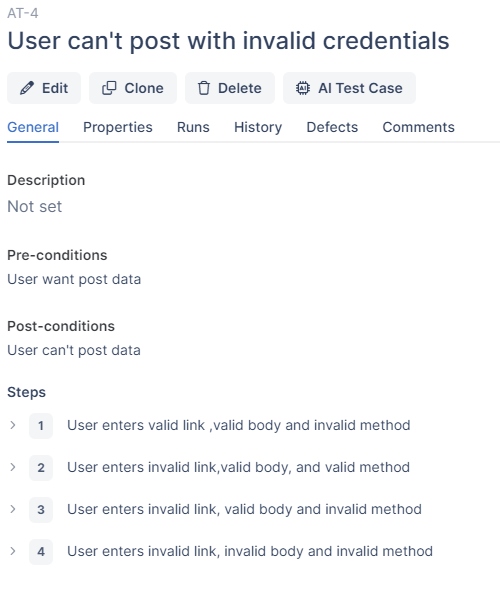 AT-4
User can't post with invalid credentials
Edit Clone Delete AI Test Case
General Properties Runs History Defects Comments
Description
Not set
Pre-conditions
User want post data
Post-conditions
User can't post data
Steps
1 User enters valid link ,valid body and invalid method
2 User enters invalid link,valid body, and valid method
3 User enters invalid link, valid body and invalid method
4 User enters invalid link, invalid body and invalid method